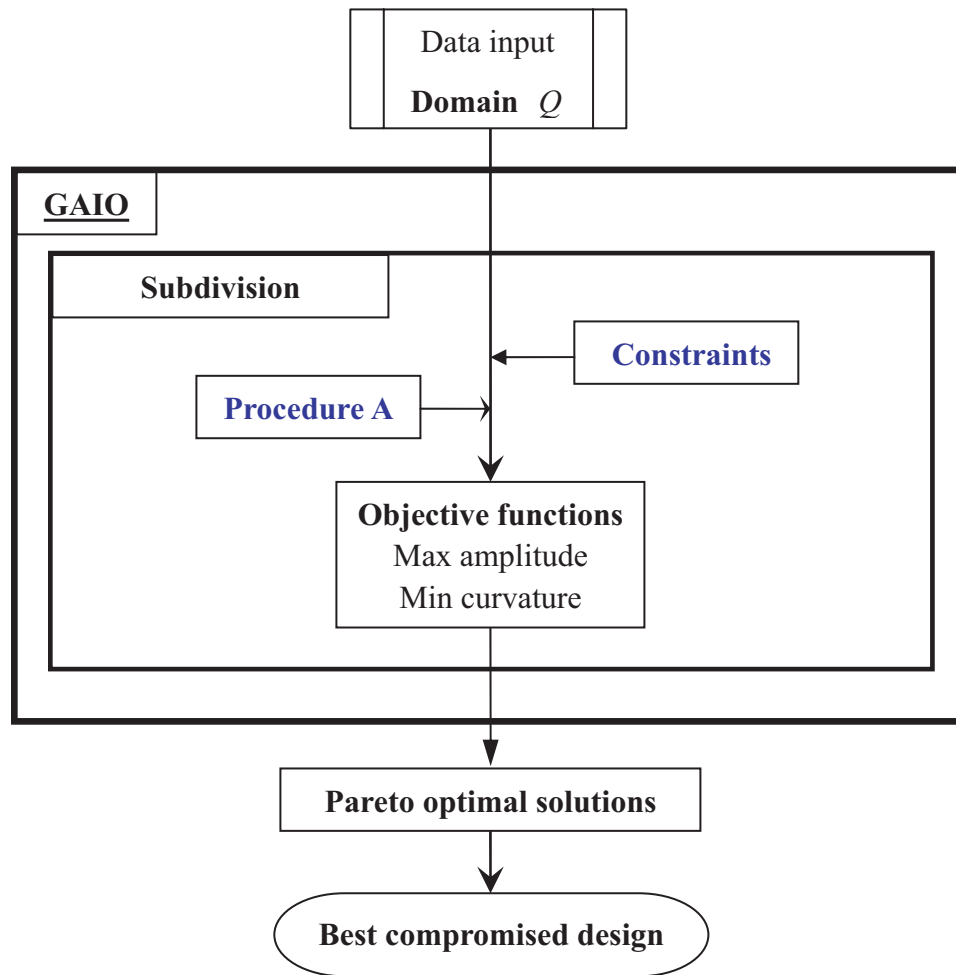 Data input
Domain Q
GAIO
Subdivision
Constraints
Procedure A
Objective functions
Max amplitude
Min curvature
Pareto optimal solutions
Best compromised design